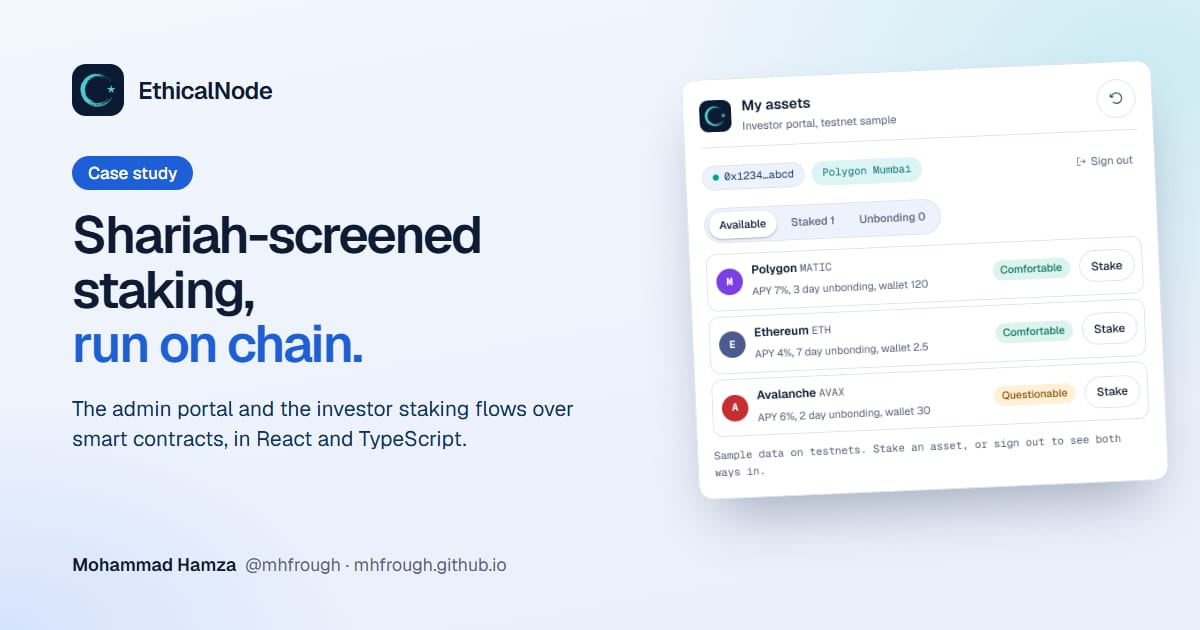 EthicalNode
Case study
Shariah-screened
staking,
run on chain.
The admin portal and the investor staking flows over
smart contracts, in React and TypeScript.
Mohammad Hamza @mhfrough · mhfrough.github.io
My assets
Investor portal, testnet sample
0x1234…abcd Polygon Mumbai Sign out
Available Staked 1 Unbonding 0
M Polygon MATIC Comfortable Stake
APY 7%, 3 day unbonding, wallet 120
E Ethereum ETH Comfortable Stake
APY 4%, 7 day unbonding, wallet 2.5
A Avalanche AVAX Questionable Stake
APY 6%, 2 day unbonding, wallet 30
Sample data on testnets. Stake an asset, or sign out to see both
ways in.